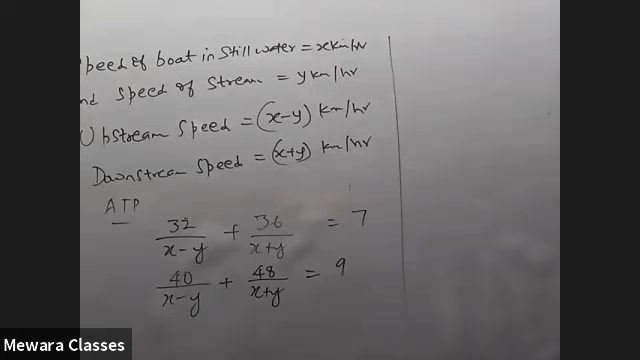 peed of boat in still water = x km/hr
nd speed of stream = y km/hr
Upstream speed = (x-y) km/hr
Downstream speed = (x+y) km/hr
ATP
32/(x-y) + 36/(x+y) = 7
40/(x-y) + 48/(x+y) = 9
Mewara Classes